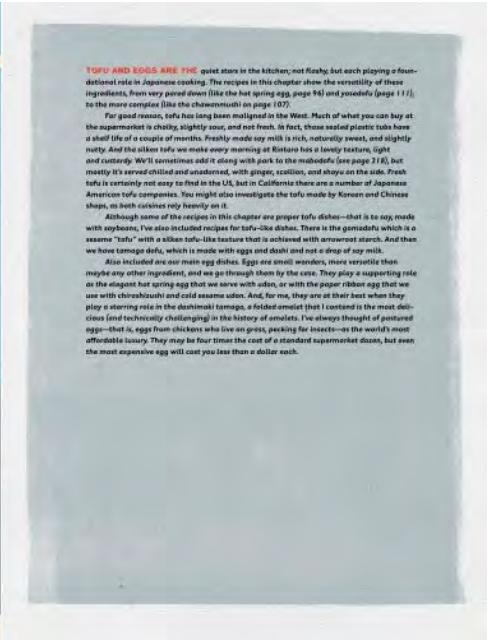 TOFU AND EGGS ARE THE quiet stars in the kitchen; not flashy, but each playing a foun-
dational role in Japanese cooking. The recipes in this chapter show the versatility of these
ingredients, from very pared down (like the hot spring egg, page 96) and yosedofu (page 111),
to the more complex (like the chawanmushi on page 107).
For good reason, tofu has long been maligned in the West. Much of what you can buy at
the supermarket is chalky, slightly sour, and not fresh. In fact, those sealed plastic tubs have
a shelf life of a couple of months. Freshly made soy milk is rich, naturally sweet, and slightly
nutty. And the silken tofu we make every morning at Rintaro has a lovely texture, light
and custardy. We'll sometimes add it along with pork to the mabodofu (see page 218), but
mostly it's served chilled and unadorned, with ginger, scallion, and shoyu on the side. Fresh
tofu is certainly not easy to find in the US, but in California there are a number of Japanese
American tofu companies. You might also investigate the tofu made by Korean and Chinese
shops, as both cuisines rely heavily on it.
Although some of the recipes in this chapter are proper tofu dishes—that is to say, made
with soybeans, I've also included recipes for tofu-like dishes. There is the gomadofu which is a
sesame "tofu" with a silken tofu-like texture that is achieved with arrowroot starch. And then
we have tamago dofu, which is made with eggs and dashi and not a drop of soy milk.
Also included are our main egg dishes. Eggs are small wonders, more versatile than
maybe any other ingredient, and we go through them by the case. They play a supporting role
as the elegant hot spring egg that we serve with udon, or with the paper ribbon egg that we
use with chirashizushi and cold sesame udon. And, for me, they are at their best when they
play a starring role in the dashimaki tamago, a folded omelet that I contend is the most deli-
cious (and technically challenging) in the history of omelets. I've always thought of pastured
eggs—that is, eggs from chickens who live on grass, pecking for insects—as the world's most
affordable luxury. They may be four times the cost of a standard supermarket dozen, but even
the most expensive egg will cost you less than a dollar each.